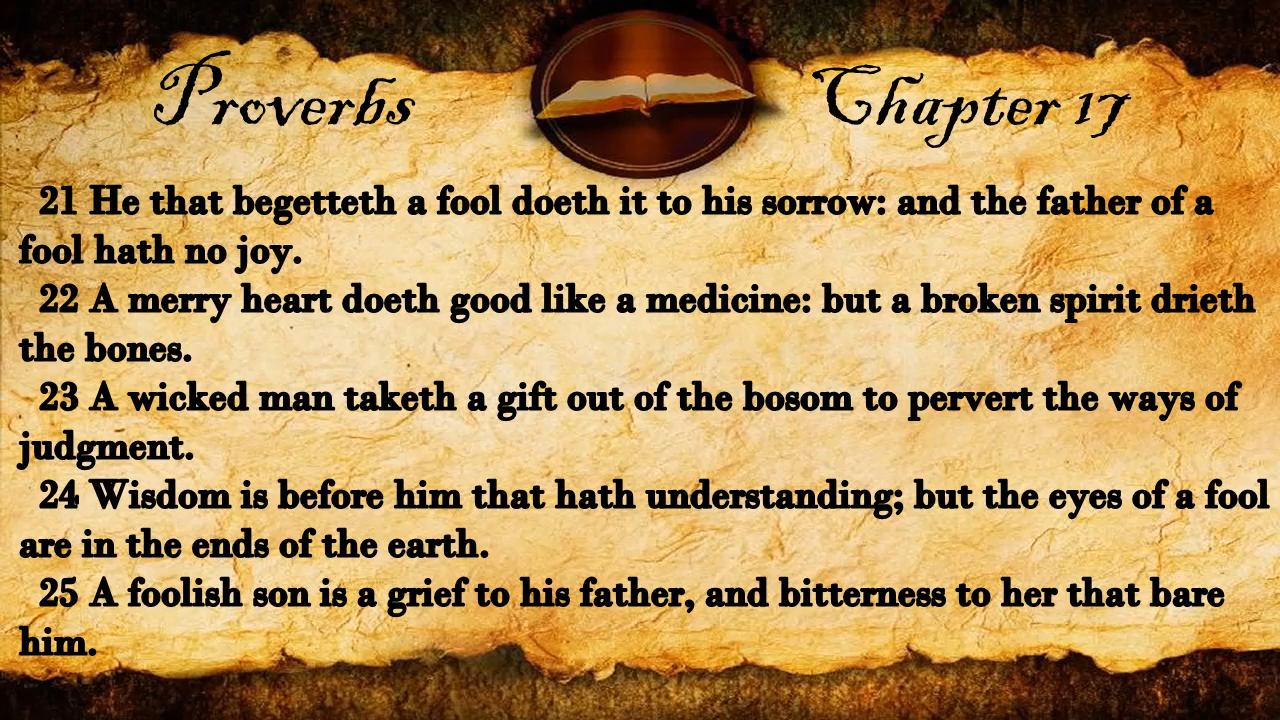 Proverbs Chapter 17
21 He that begetteth a fool doeth it to his sorrow: and the father of a
fool hath no joy.
22 A merry heart doeth good like a medicine: but a broken spirit drieth
the bones.
23 A wicked man taketh a gift out of the bosom to pervert the ways of
judgment.
24 Wisdom is before him that hath understanding; but the eyes of a fool
are in the ends of the earth.
25 A foolish son is a grief to his father, and bitterness to her that bare
him.